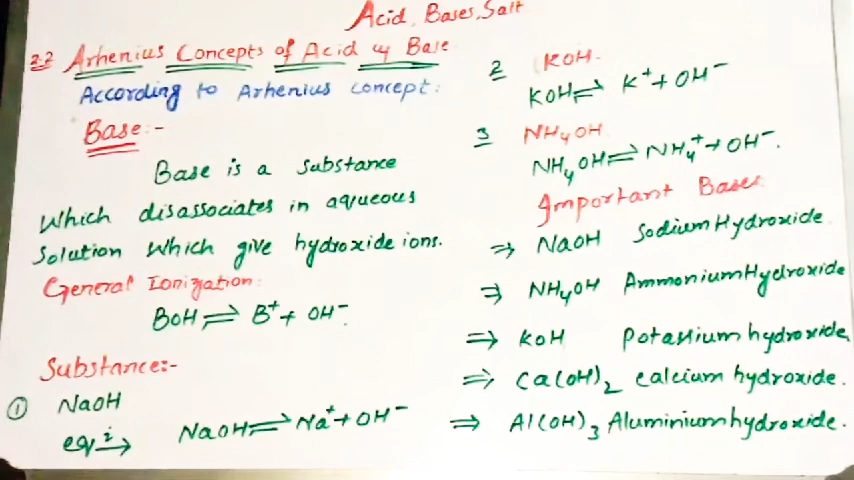 Acid, Bases, Salt
2.2 Arhenius Concepts of Acid & Base
According to Arhenius concept:
Base:-
Base is a substance
Which disassociates in aqueous
Solution Which give hydroxide ions.
General Ionization:
BOH ⇌ B⁺ + OH⁻.
Substance:-
① NaOH
eq i → NaOH ⇌ Na⁺ + OH⁻
2 KOH.
KOH ⇌ K⁺ + OH⁻
3 NH₄OH
NH₄OH ⇌ NH₄⁺ + OH⁻.
Important Bases
⇒ NaOH Sodium Hydroxide.
⇒ NH₄OH Ammonium Hydroxide
⇒ KOH Potassium hydroxide,
⇒ Ca(OH)₂ calcium hydroxide.
⇒ Al(OH)₃ Aluminium hydroxide.